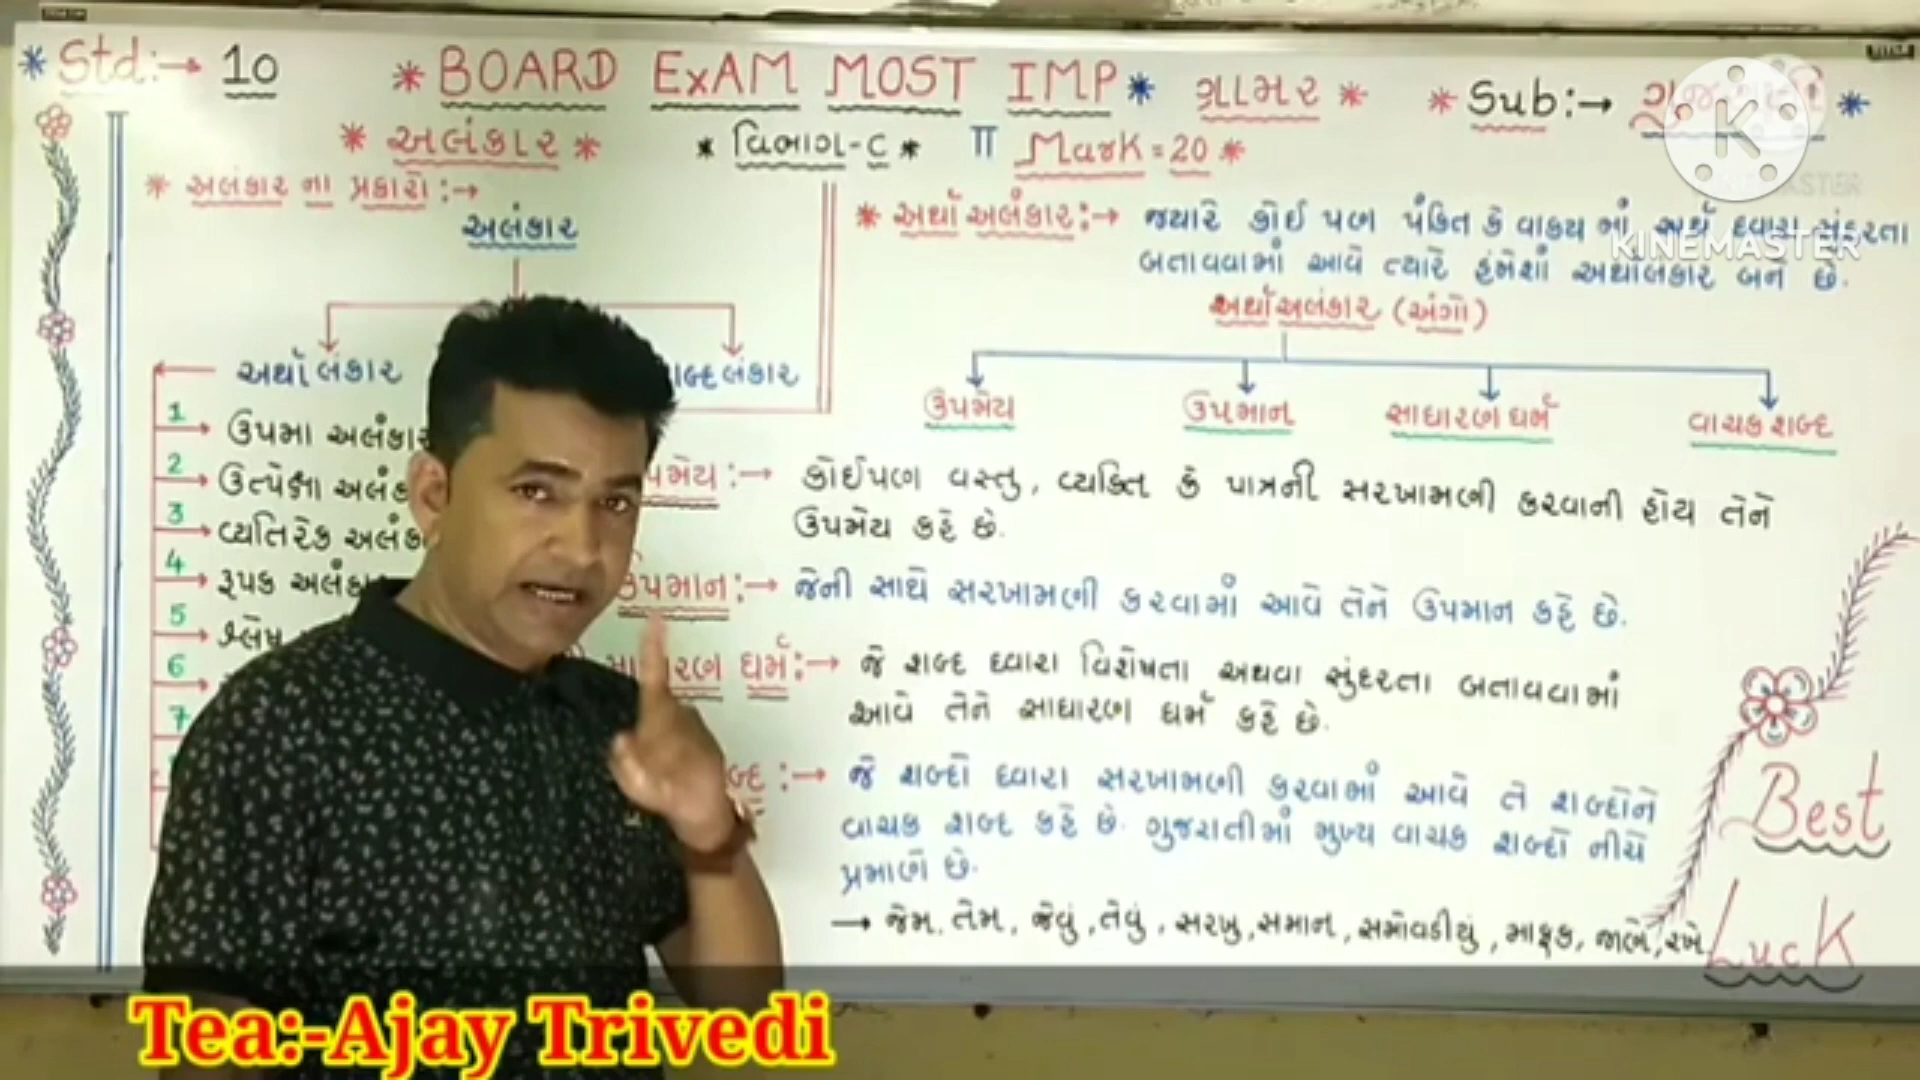 Std:→ 10 * BOARD ExAM MOST IMP * ગ્રામર * * Sub:→
* અલંકાર * * વિભાગ-C * π Mark = 20 *
* અલંકાર ના પ્રકારો :→
અલંકાર
અર્થાલંકાર
1 ઉપમા અલંકાર
2 ઉત્પેક્ષા
3 વ્યતિરેક
4 રૂપક
5 શ્લેષ
6
7
* અર્થાઅલંકાર:→ જયારે કોઈ પણ પંકિત કે વાકય માં અર્થ દવારા સુંદરતા
બતાવવામાં આવે ત્યારે હંમેશાં અર્થાલંકાર બને છે.
અર્થાઅલંકાર (અંગો)
ઉપમેય ઉપમાન સાધારણ ધર્મ વાચક શબ્દ
:→ કોઈપણ વસ્તુ, વ્યકિત કે પાત્રની સરખામણી કરવાની હોય તેને
ઉપમેય કહે છે.
ઉપમાન:→ જેની સાથે સરખામણી કરવામાં આવે તેને ઉપમાન કહે છે.
ધર્મ:→ જે શબ્દ દ્વારા વિશેષતા અથવા સુંદરતા બતાવવામાં
આવે તેને સાધારણ ધર્મ કહે છે.
:→ જે શબ્દો દ્વારા સરખામણી કરવામાં આવે તે શબ્દોને
વાચક શબ્દ કહે છે. ગુજરાતીમાં મુખ્ય વાચક શબ્દો નીચે
પ્રમાણે છે.
→ જેમ, તેમ, જેવું, તેવું, સરખુ, સમાન, સમોવડીયું, માફક, જાણે, રખે
Best
Luck
KINEMASTER
Tea:-Ajay Trivedi